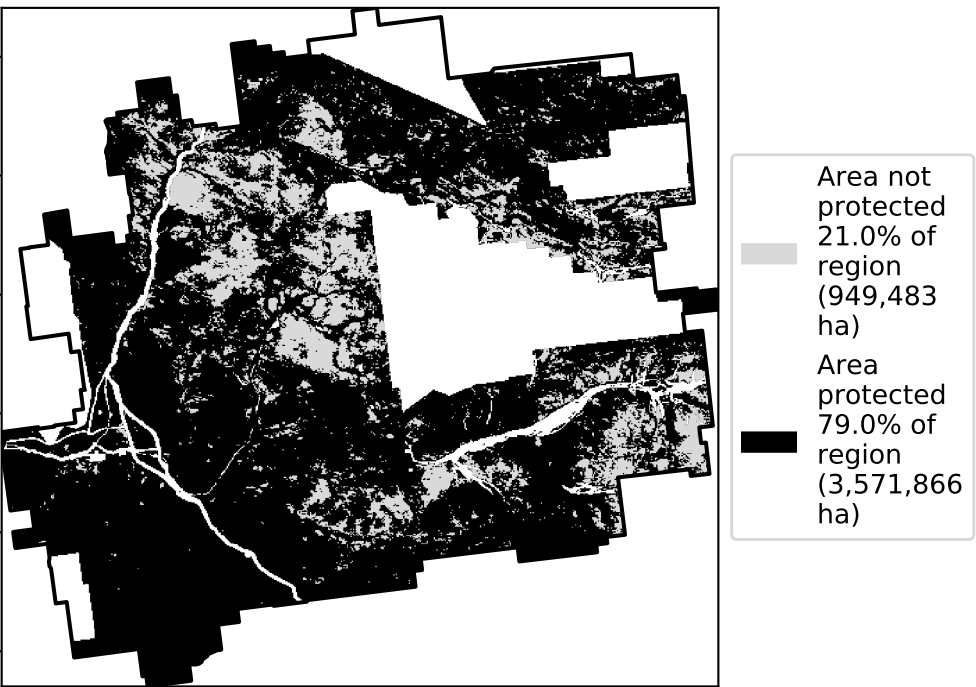 Area not
protected
21.0% of
region
(949,483
ha)
Area
protected
79.0% of
region
(3,571,866
ha)